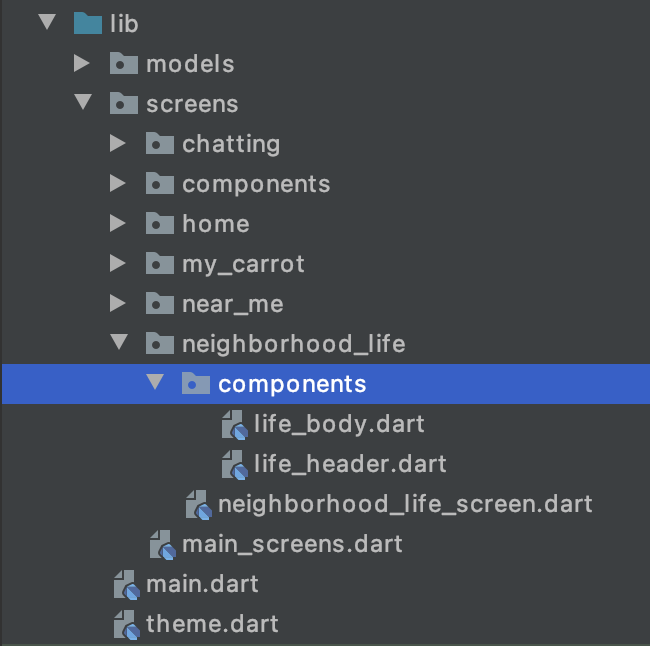 lib
models
screens
chatting
components
home
my_carrot
near_me
neighborhood_life
components
life_body.dart
life_header.dart
neighborhood_life_screen.dart
main_screens.dart
main.dart
theme.dart